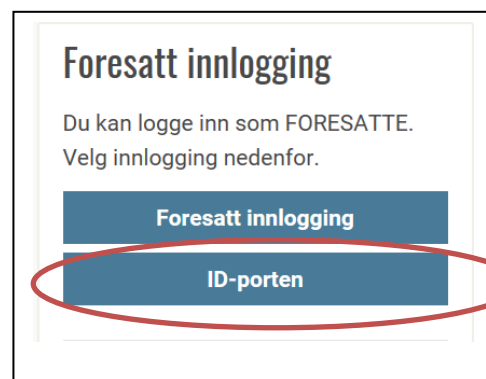 Foresatt innlogging
Du kan logge inn som FORESATTE.
Velg innlogging nedenfor.
Foresatt innlogging
ID-porten